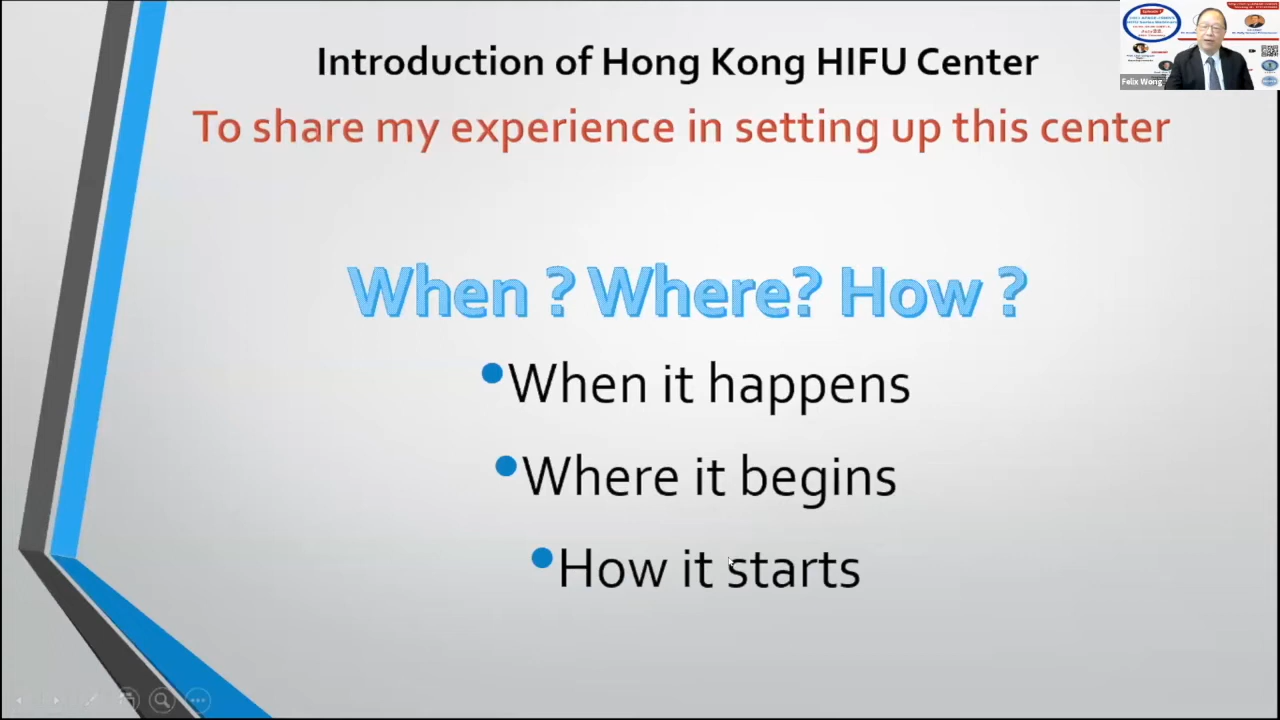 Introduction of Hong Kong HIFU Center
To share my experience in setting up this center
When ? Where? How ?
•When it happens
•Where it begins
•How it starts
Felix Wong